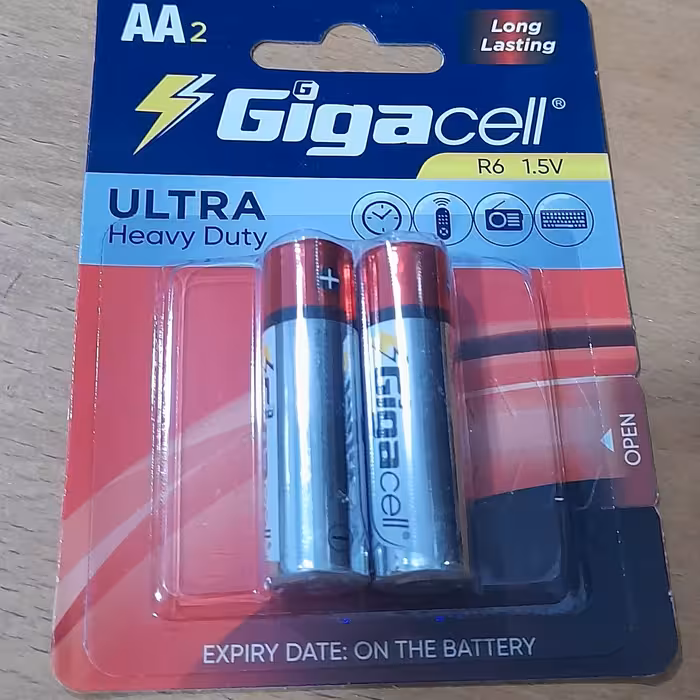 AA2
Long
Lasting
Gigacell®
R6 1.5V
ULTRA
Heavy Duty
+
Gigacell®
OPEN
EXPIRY DATE: ON THE BATTERY